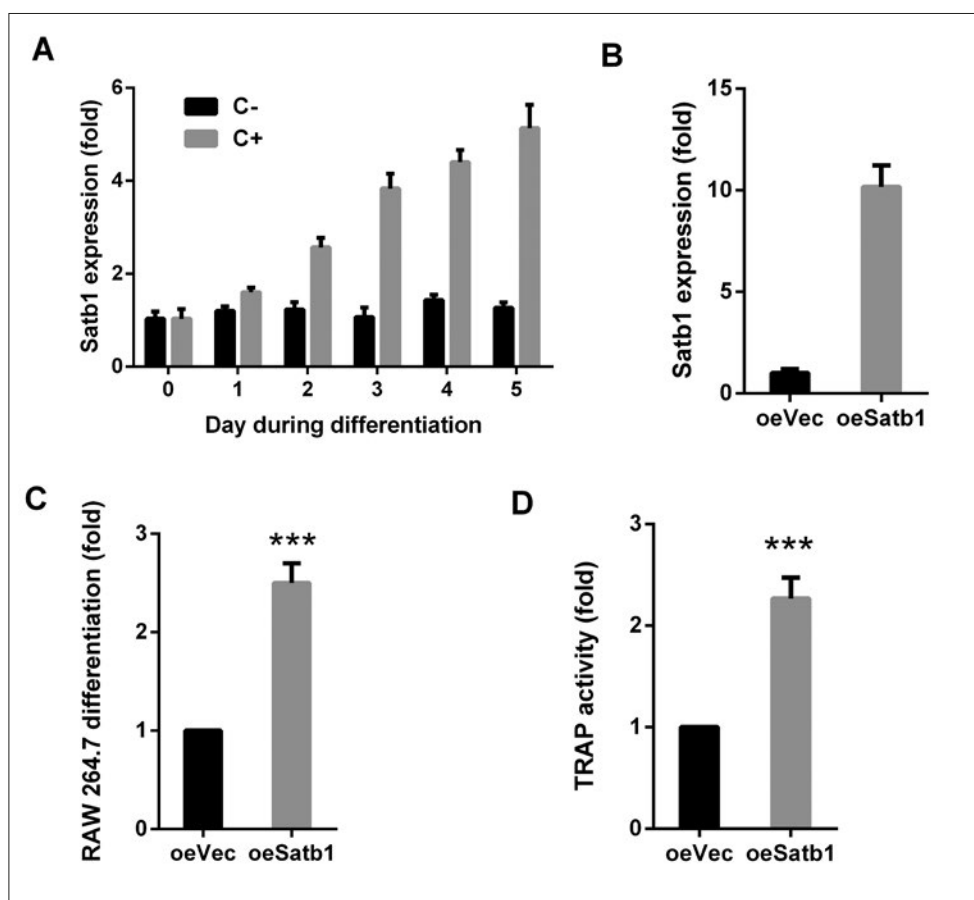 A
Satb1 expression (fold)
6
4
2
0
C-
C+
0 1 2 3 4 5
Day during differentiation
B
Satb1 expression (fold)
15
10
5
0
oeVec oeSatb1
C
RAW 264.7 differentiation (fold)
3
2
1
0
***
oeVec oeSatb1
D
TRAP activity (fold)
3
2
1
0
***
oeVec oeSatb1